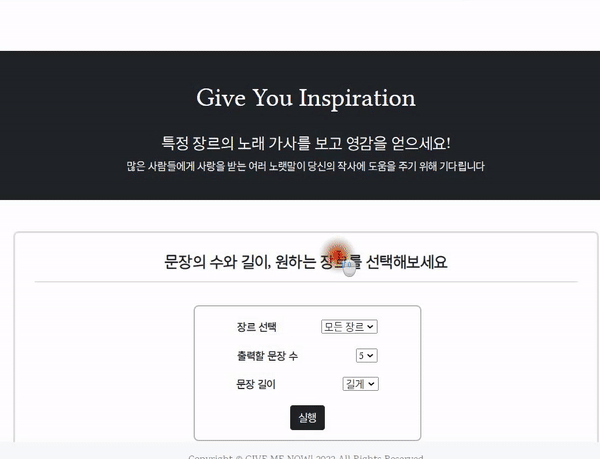 Give You Inspiration
특정 장르의 노래 가사를 보고 영감을 얻으세요!
많은 사람들에게 사랑을 받는 여러 노랫말이 당신의 작사에 도움을 주기 위해 기다립니다
문장의 수와 길이, 원하는 장르를 선택해보세요
장르 선택 모든 장르
출력할 문장 수 5
문장 길이 길게
실행
Copyright © GIVE ME NOW! 2022 All Rights Reserved